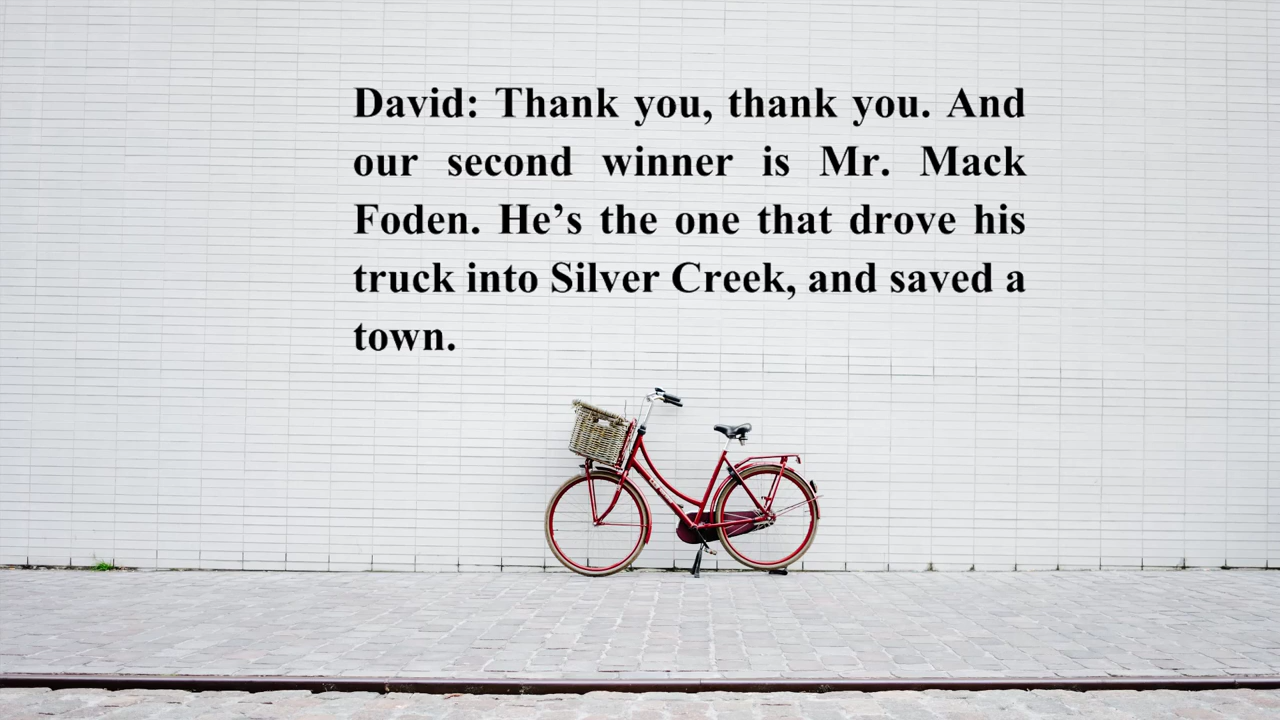 David: Thank you, thank you. And
our second winner is Mr. Mack
Foden. He’s the one that drove his
truck into Silver Creek, and saved a
town.